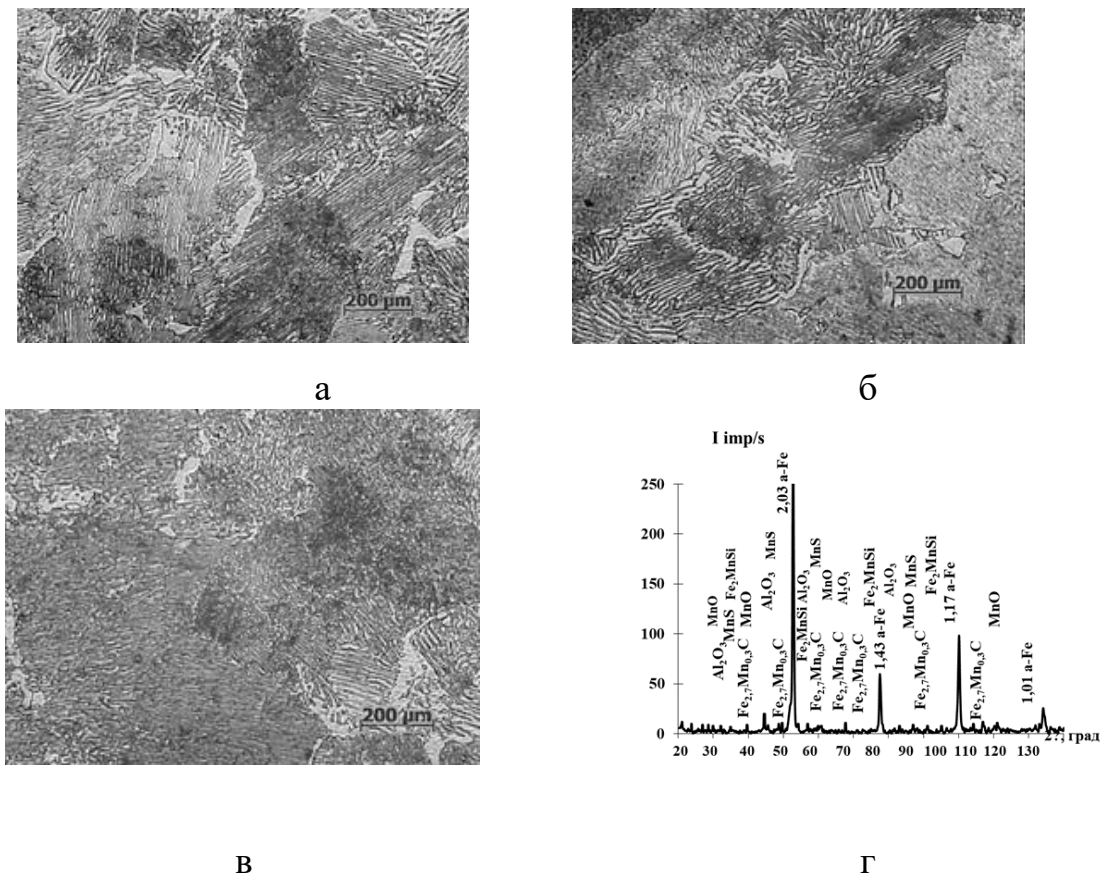 200 µm
200 µm
а
б
200 µm
I imp/s
250
200
150
100
50
0
MnO
Al₂O₃
MnS
Fe₂MnSi
Fe₂,₇Mn₀,₃C
MnO
Al₂O₃
MnS
Fe₂,₇Mn₀,₃C
2,03 a-Fe
Fe₂MnSi
Al₂O₃
MnS
Fe₂,₇Mn₀,₃C
MnO
Al₂O₃
Fe₂,₇Mn₀,₃C
Fe₂,₇Mn₀,₃C
Fe₂MnSi
1,43 a-Fe
Al₂O₃
MnO
MnS
Fe₂,₇Mn₀,₃C
Fe₂MnSi
1,17 a-Fe
Fe₂,₇Mn₀,₃C
MnO
1,01 a-Fe
20 30 40 50 60 70 80 90 100 110 120 130
2?, град
в
г